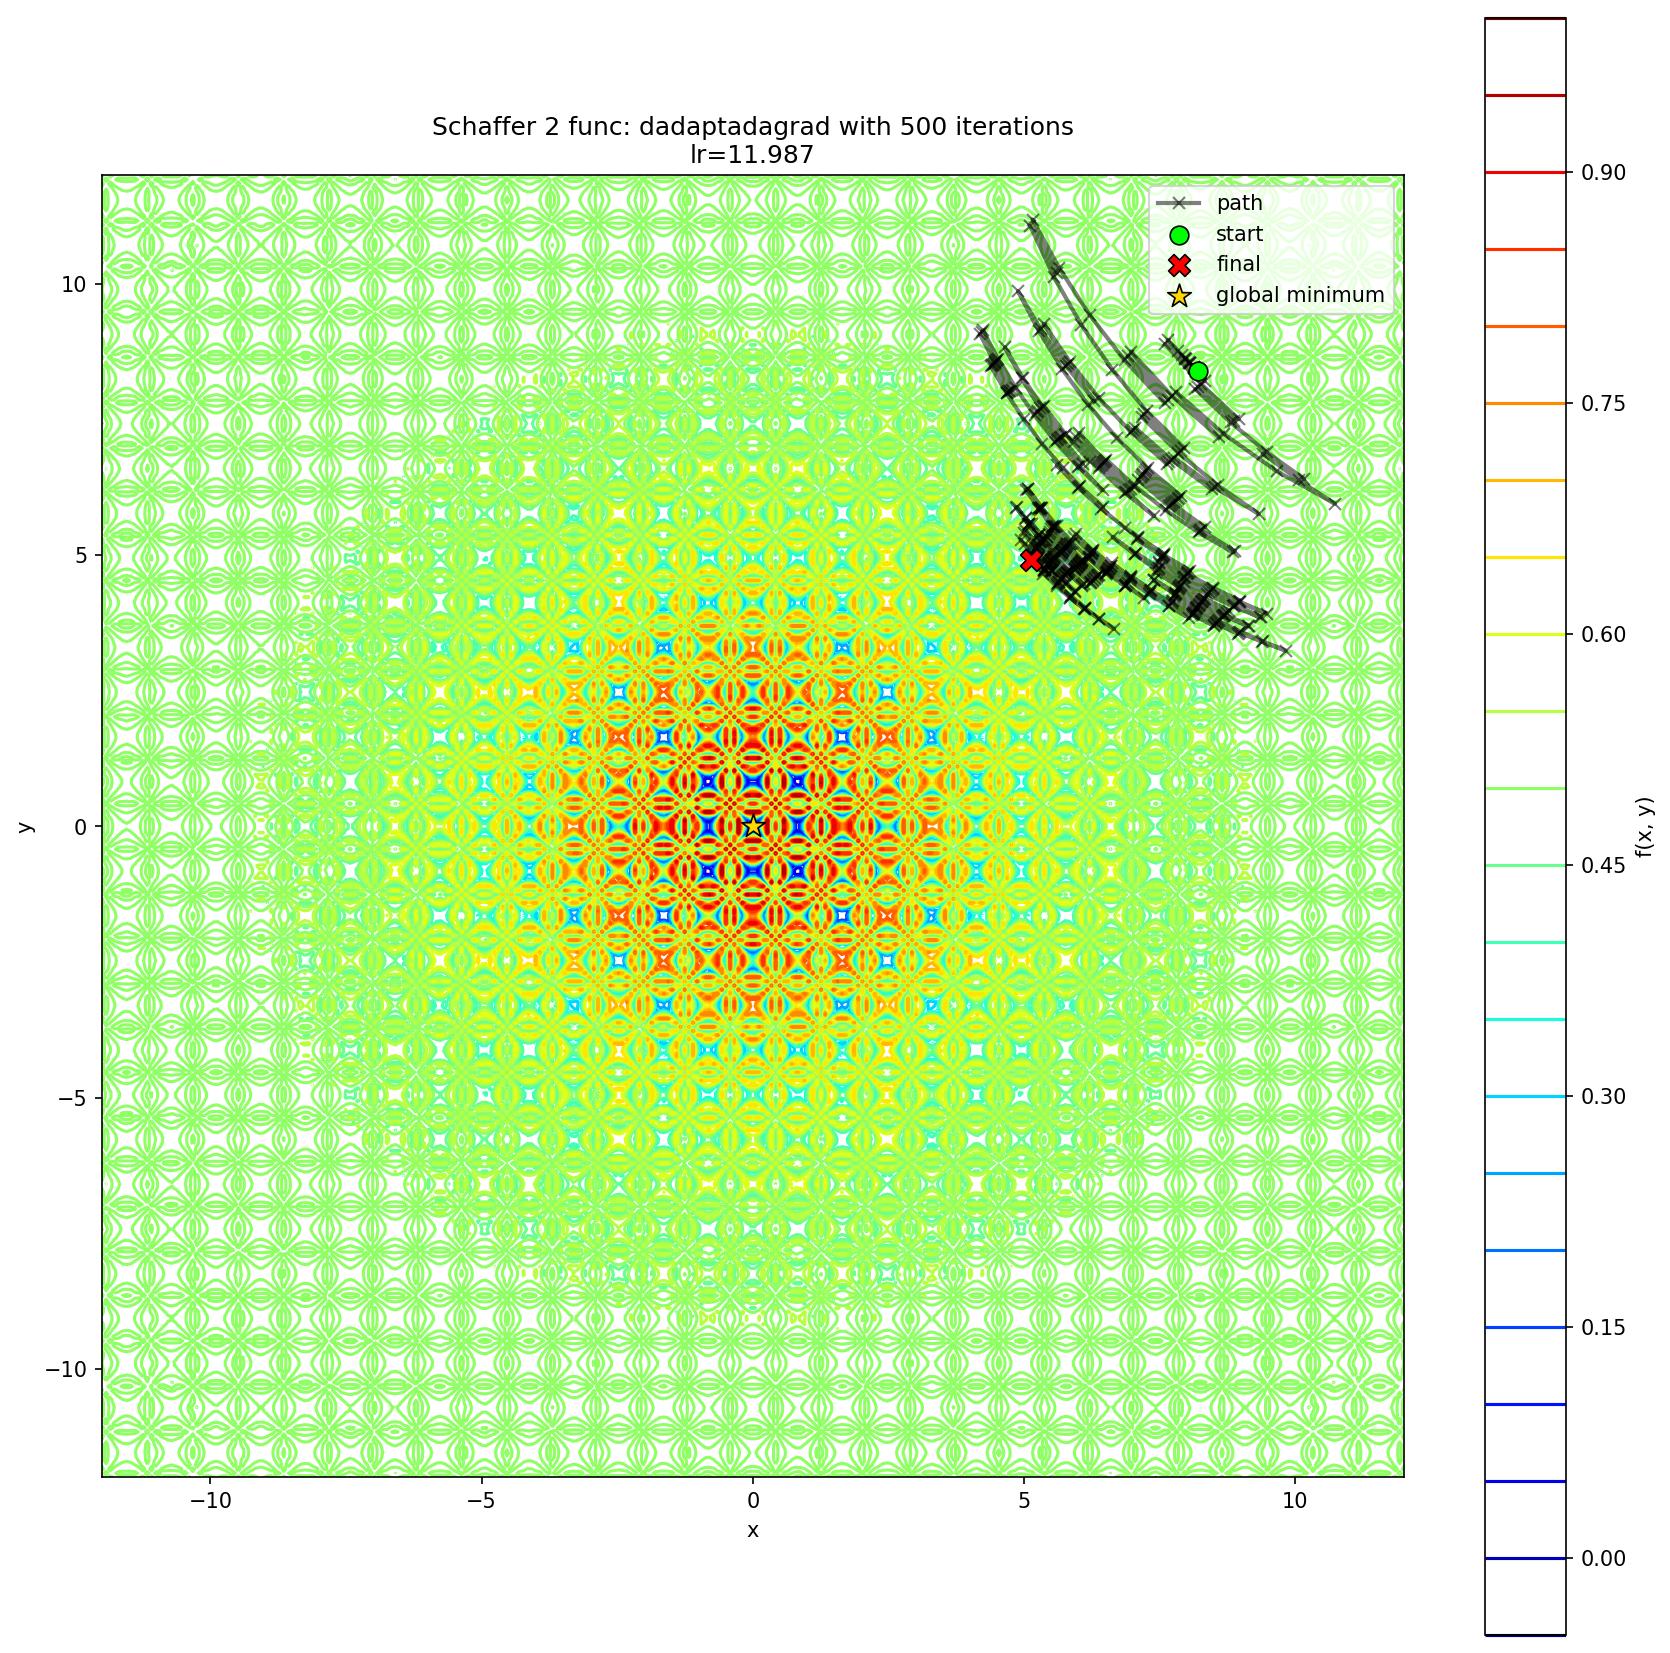 Schaffer 2 func: dadaptadagrad with 500 iterations
lr=11.987
path
start
final
global minimum
10
5
0
−5
−10
y
−10
−5
0
5
10
x
0.90
0.75
0.60
0.45
0.30
0.15
0.00
f(x, y)